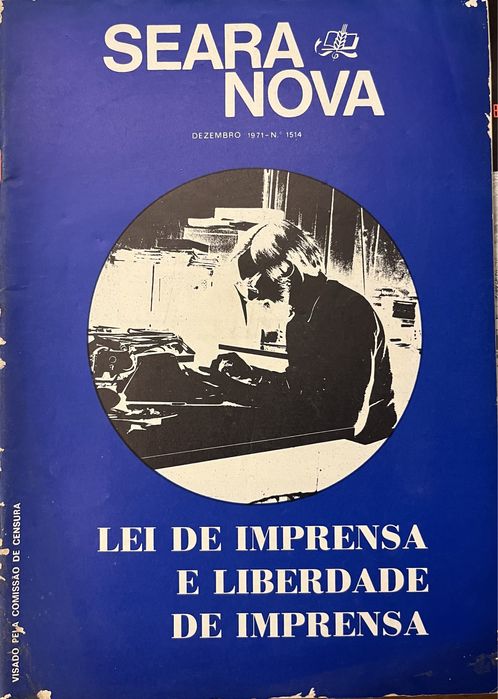 SEARA
NOVA
DEZEMBRO 1971-N.º 1514
LEI DE IMPRENSA
E LIBERDADE
DE IMPRENSA
VISADO PELA COMISSÃO DE CENSURA